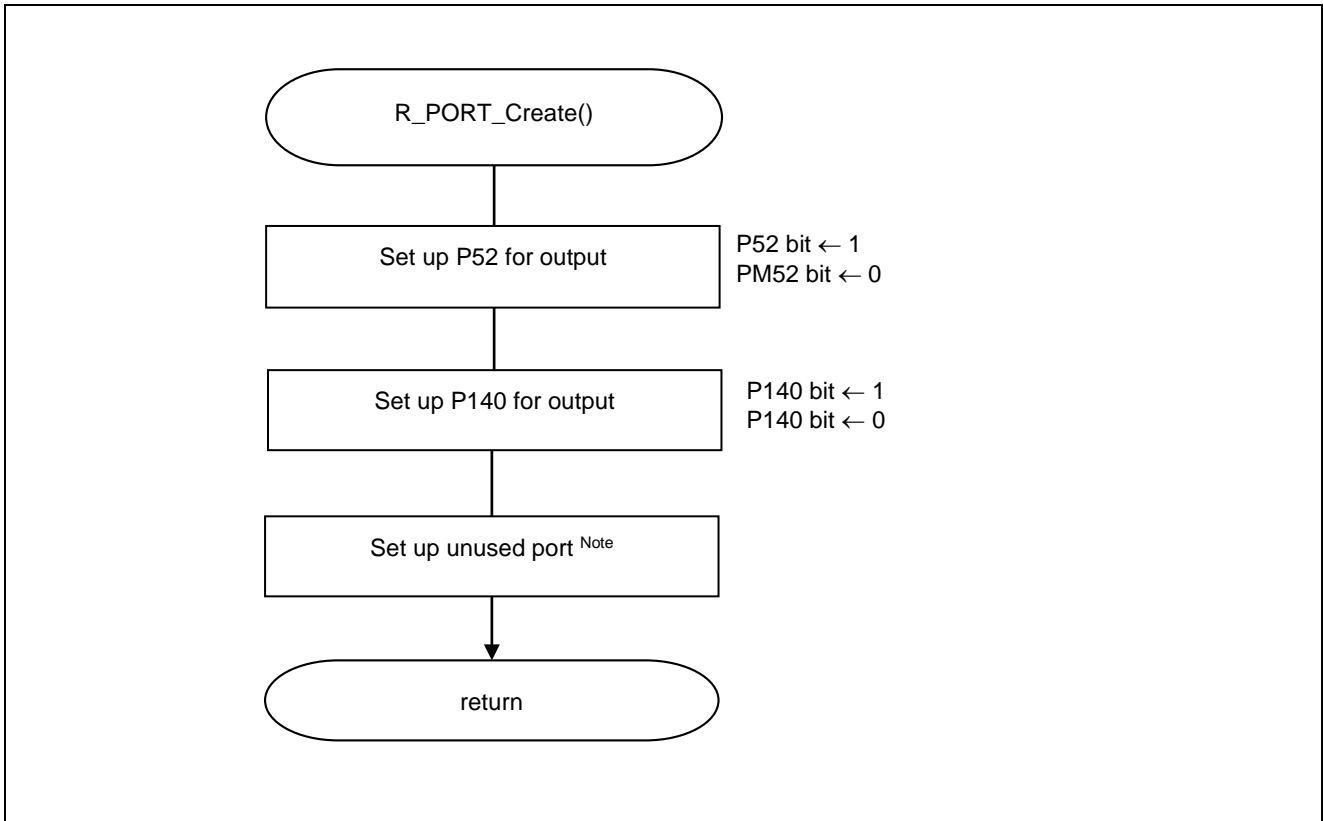 R_PORT_Create()
Set up P52 for output
P52 bit ← 1
PM52 bit ← 0
Set up P140 for output
P140 bit ← 1
P140 bit ← 0
Set up unused port Note
return